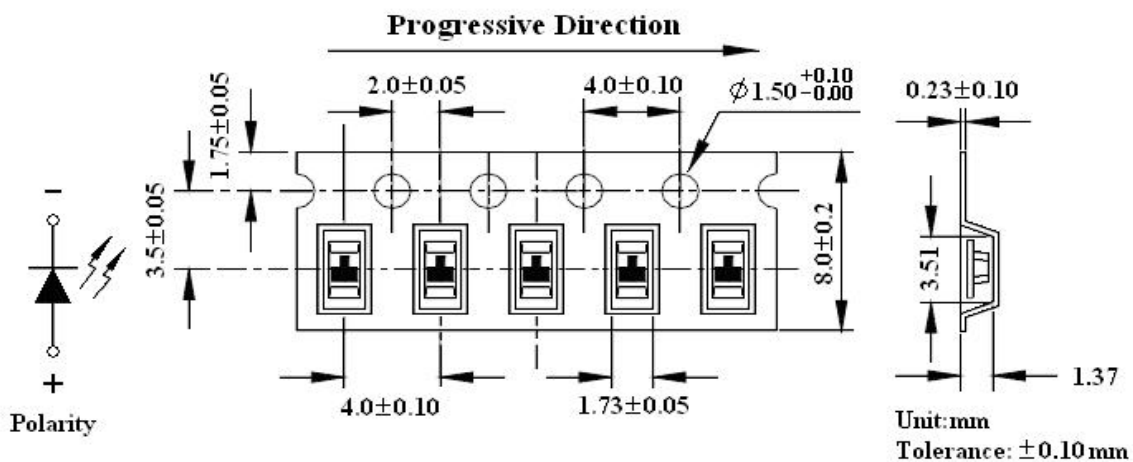 Progressive Direction
2.0±0.05
4.0±0.10
ϕ1.50 +0.10 -0.00
0.23±0.10
1.75±0.05
3.5±0.05
8.0±0.2
3.51
-
+
Polarity
4.0±0.10
1.73±0.05
1.37
Unit:mm
Tolerance: ±0.10 mm